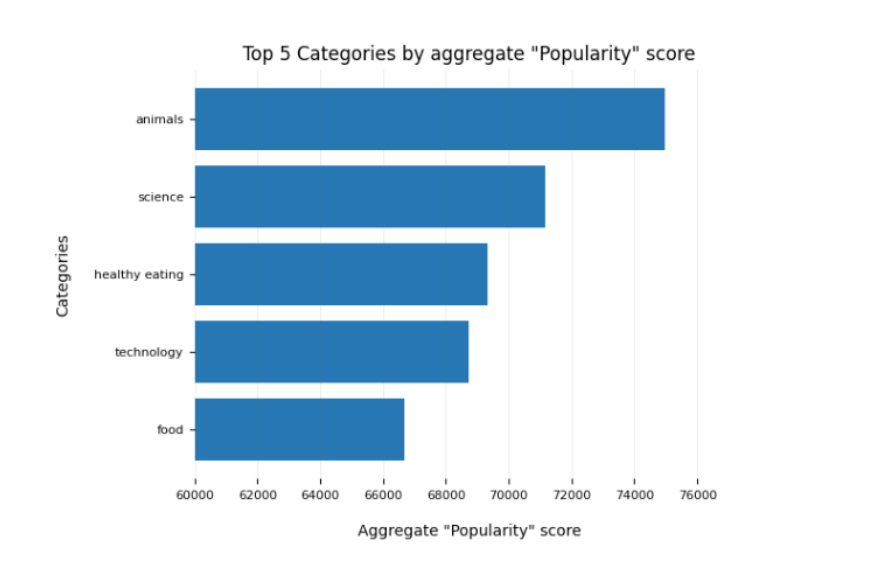 Top 5 Categories by aggregate "Popularity" score
Categories
animals
science
healthy eating
technology
food
60000 62000 64000 66000 68000 70000 72000 74000 76000
Aggregate "Popularity" score